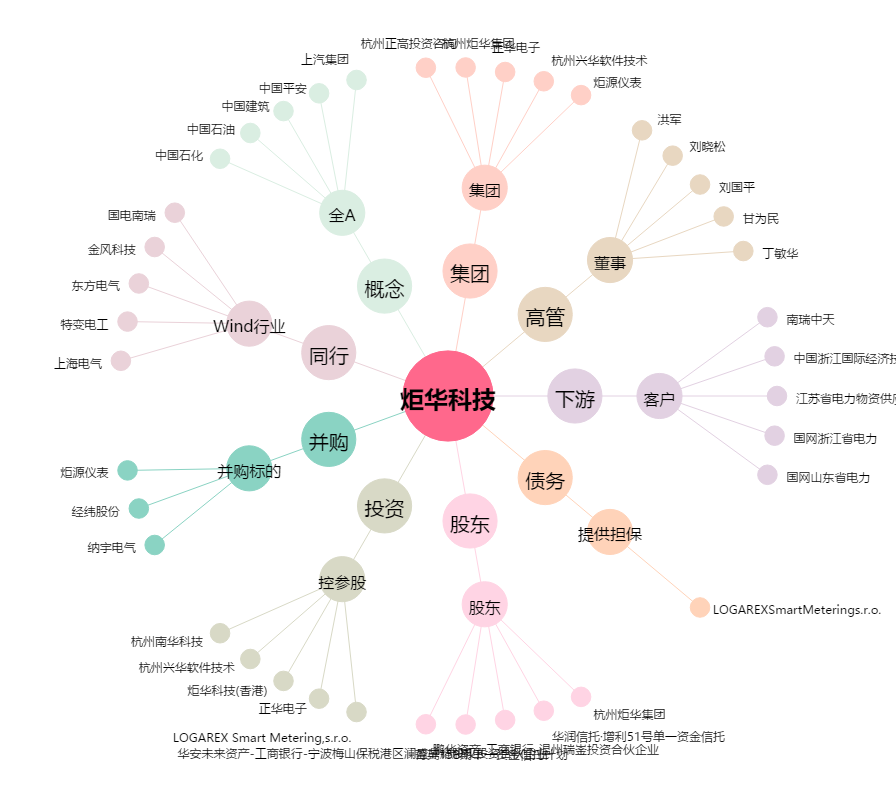 炬华科技
集团
集团
杭州正高投资咨询
杭州炬华集团
正华电子
杭州兴华软件技术
炬源仪表
高管
董事
洪军
刘晓松
刘国平
甘为民
丁敏华
下游
客户
南瑞中天
中国浙江国际经济技
江苏省电力物资供应
国网浙江省电力
国网山东省电力
债务
提供担保
LOGAREXSmartMeterings.r.o.
股东
股东
杭州炬华集团
华润信托·增利51号单一资金信托
鹏华资产-工商银行-温州瑞崟投资合伙企业
华安未来资产-工商银行-宁波梅山保税港区澜
投资
控参股
杭州南华科技
杭州兴华软件技术
炬华科技(香港)
正华电子
LOGAREX Smart Metering,s.r.o.
并购
并购标的
炬源仪表
经纬股份
纳宇电气
同行
Wind行业
国电南瑞
金风科技
东方电气
特变电工
上海电气
概念
全A
上汽集团
中国平安
中国建筑
中国石油
中国石化